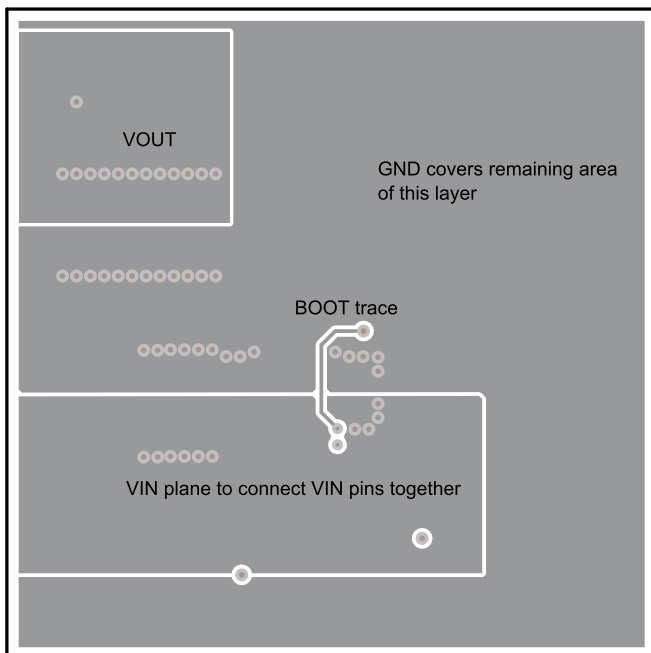 VOUT
GND covers remaining area
of this layer
BOOT trace
VIN plane to connect VIN pins together